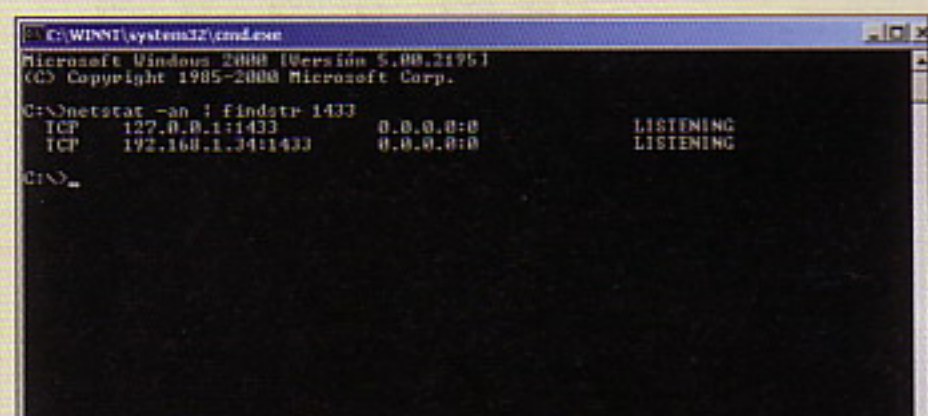 C:\WINNT\system32\cmd.exe
Microsoft Windows 2000 [Versión 5.00.2195]
(C) Copyright 1985-2000 Microsoft Corp.
C:\>netstat -an | findstr 1433
TCP 127.0.0.1:1433 0.0.0.0:0 LISTENING
TCP 192.168.1.34:1433 0.0.0.0:0 LISTENING
C:\>_